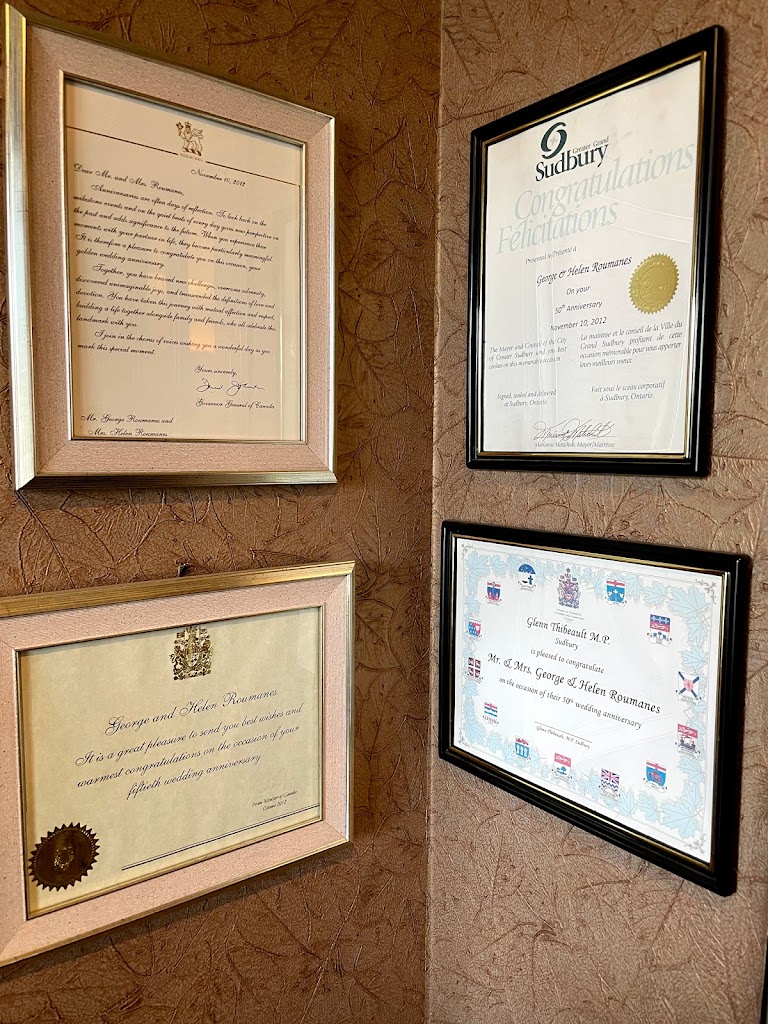 November 10, 2012
Dear Mr. and Mrs. Roumanes,
Anniversaries are often days of reflection. To look back on the
milestone events and on the quiet beats of every day gives new perspective on
the past and adds significance to the future. When you experience these
moments with your partner in life, they become particularly meaningful.
It is therefore a pleasure to congratulate you on this occasion, your
golden wedding anniversary.
Together, you have faced new challenges, overcome adversity,
discovered unimaginable joys, and transcended the definitions of love and
devotion. You have taken this journey with mutual affection and respect,
building a life together alongside family and friends, who all celebrate this
landmark with you.
I join in the chorus of voices wishing you a wonderful day as you
mark this special moment.
Yours sincerely,
Governor General of Canada
Mr. George Roumanes and
Mrs. Helen Roumanes
Greater Grand
Sudbury
Congratulations
Félicitations
Presented to/Présenté à
George & Helen Roumanes
On your
50th Anniversary
November 10, 2012
The Mayor and Council of the City
of Greater Sudbury send you best
wishes on this memorable occasion.
La mairesse et le conseil de la Ville du
Grand Sudbury profitent de cette
occasion mémorable pour vous apporter
leurs meilleurs voeux.
Signed, sealed and delivered
at Sudbury, Ontario.
Fait sous le sceau corporatif
à Sudbury, Ontario.
Marianne Matichuk, Mayor/Mairesse
George and Helen Roumanes
It is a great pleasure to send you best wishes and
warmest congratulations on the occasion of your
fiftieth wedding anniversary
Prime Minister of Canada
Ottawa 2012
Glenn Thibeault M.P.
Sudbury
is pleased to congratulate
Mr. & Mrs. George & Helen Roumanes
on the occasion of their 50th wedding anniversary
Glenn Thibeault, M.P. Sudbury